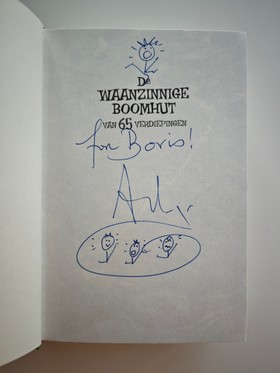 De
WAANZINNIGE
BOOMHUT
VAN 65 VERDIEPINGEN
for Boris!